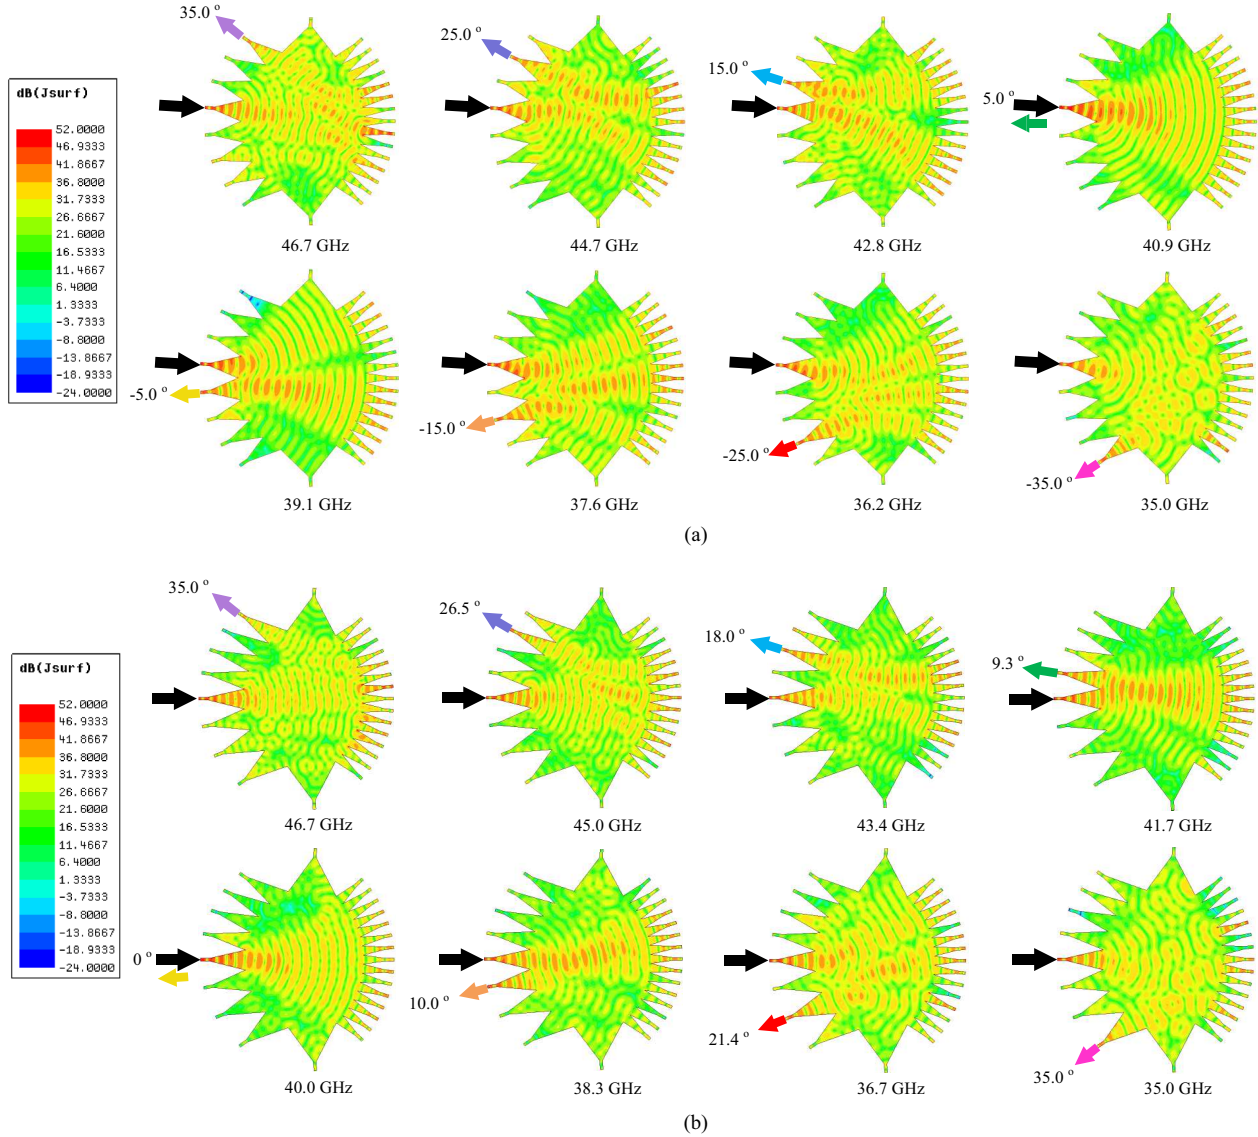 35.0 °
25.0 °
15.0 °
5.0 °
dB(Jsurf)
52.0000
46.9333
41.8667
36.8000
31.7333
26.6667
21.6000
16.5333
11.4667
6.4000
1.3333
-3.7333
-8.8000
-13.8667
-18.9333
-24.0000
46.7 GHz
44.7 GHz
42.8 GHz
40.9 GHz
-5.0 °
-15.0 °
-25.0 °
-35.0 °
39.1 GHz
37.6 GHz
36.2 GHz
35.0 GHz
(a)
35.0 °
26.5 °
18.0 °
9.3 °
dB(Jsurf)
52.0000
46.9333
41.8667
36.8000
31.7333
26.6667
21.6000
16.5333
11.4667
6.4000
1.3333
-3.7333
-8.8000
-13.8667
-18.9333
-24.0000
46.7 GHz
45.0 GHz
43.4 GHz
41.7 GHz
0 °
10.0 °
21.4 °
35.0 °
40.0 GHz
38.3 GHz
36.7 GHz
35.0 GHz
(b)